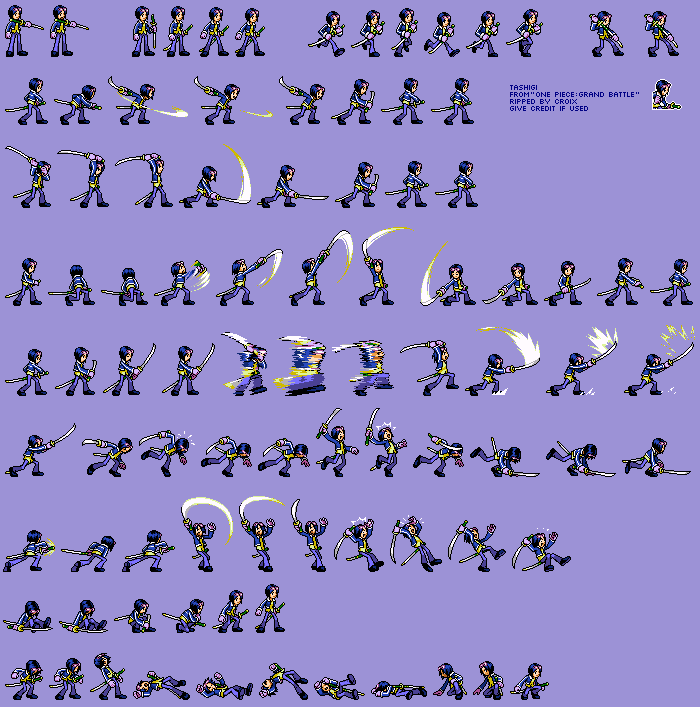 TASHIGI
FROM"ONE PIECE:GRAND BATTLE"
RIPPED BY CROIX
GIVE CREDIT IF USED